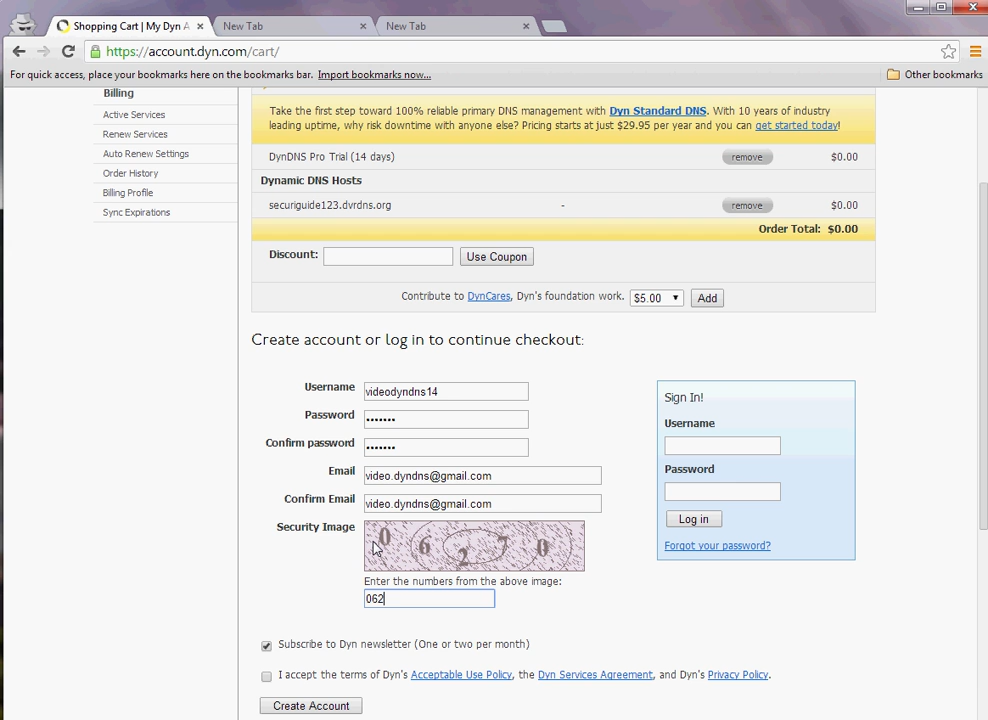 Shopping Cart | My Dyn A
New Tab
New Tab
https://account.dyn.com/cart/
For quick access, place your bookmarks here on the bookmarks bar. Import bookmarks now...
Other bookmarks
Billing
Active Services
Renew Services
Auto Renew Settings
Order History
Billing Profile
Sync Expirations
Take the first step toward 100% reliable primary DNS management with Dyn Standard DNS. With 10 years of industry
leading uptime, why risk downtime with anyone else? Pricing starts at just $29.95 per year and you can get started today!
DynDNS Pro Trial (14 days) remove $0.00
Dynamic DNS Hosts
securiguide123.dvrdns.org - remove $0.00
Order Total: $0.00
Discount: Use Coupon
Contribute to DynCares, Dyn's foundation work. $5.00 Add
Create account or log in to continue checkout:
Username videodyndns14
Password •••••••
Confirm password •••••••
Email video.dyndns@gmail.com
Confirm Email video.dyndns@gmail.com
Security Image 0 6 2 7 0
Enter the numbers from the above image:
062
Sign In!
Username
Password
Log in
Forgot your password?
Subscribe to Dyn newsletter (One or two per month)
I accept the terms of Dyn's Acceptable Use Policy, the Dyn Services Agreement, and Dyn's Privacy Policy.
Create Account